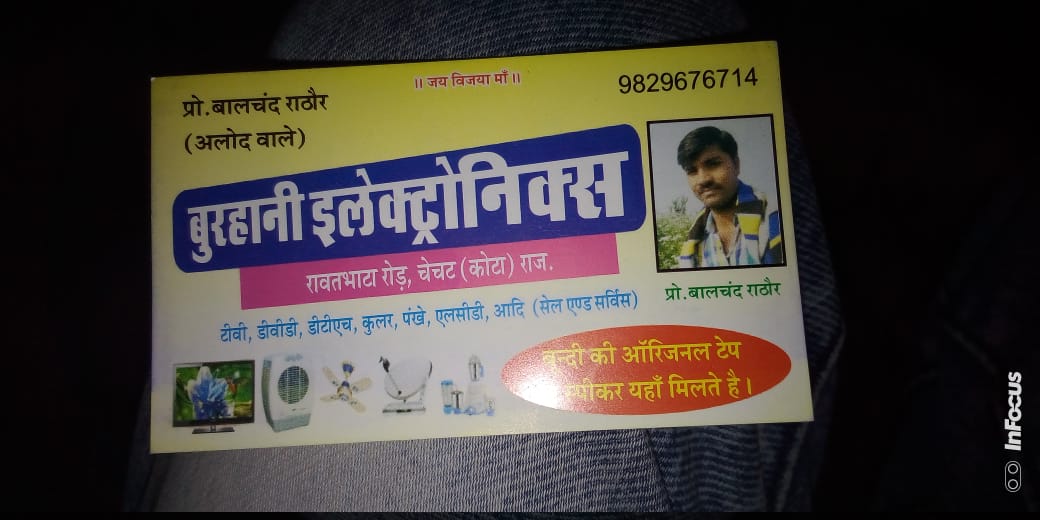 ॥ जय विजया माँ ॥
9829676714
प्रो.बालचंद राठौर
(अलोद वाले)
बुरहानी इलेक्ट्रोनिक्स
रावतभाटा रोड़, चेचट (कोटा) राज.
प्रो.बालचंद राठौर
टीवी, डीवीडी, डीटीएच, कुलर, पंखे, एलसीडी, आदि (सेल एण्ड सर्विस)
की ऑरिजनल टेप
यहाँ मिलते है।
InFocus